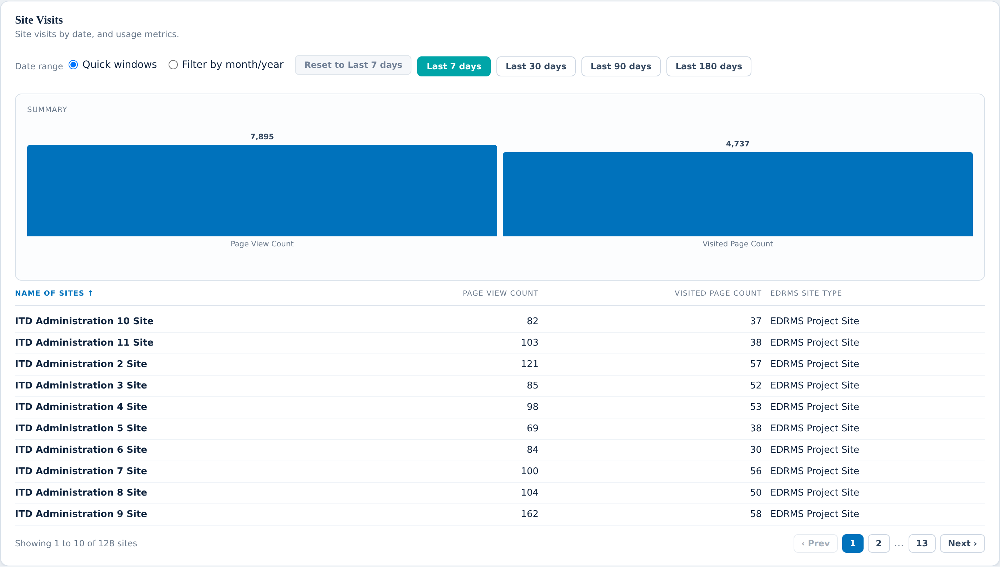 Site Visits
Site visits by date, and usage metrics.
Date range Quick windows Filter by month/year Reset to Last 7 days Last 7 days Last 30 days Last 90 days Last 180 days
SUMMARY
7,895
4,737
Page View Count Visited Page Count
NAME OF SITES ↑ PAGE VIEW COUNT VISITED PAGE COUNT EDRMS SITE TYPE
ITD Administration 10 Site 82 37 EDRMS Project Site
ITD Administration 11 Site 103 38 EDRMS Project Site
ITD Administration 2 Site 121 57 EDRMS Project Site
ITD Administration 3 Site 85 52 EDRMS Project Site
ITD Administration 4 Site 98 53 EDRMS Project Site
ITD Administration 5 Site 69 38 EDRMS Project Site
ITD Administration 6 Site 84 30 EDRMS Project Site
ITD Administration 7 Site 100 56 EDRMS Project Site
ITD Administration 8 Site 104 50 EDRMS Project Site
ITD Administration 9 Site 162 58 EDRMS Project Site
Showing 1 to 10 of 128 sites ‹ Prev 1 2 … 13 Next ›